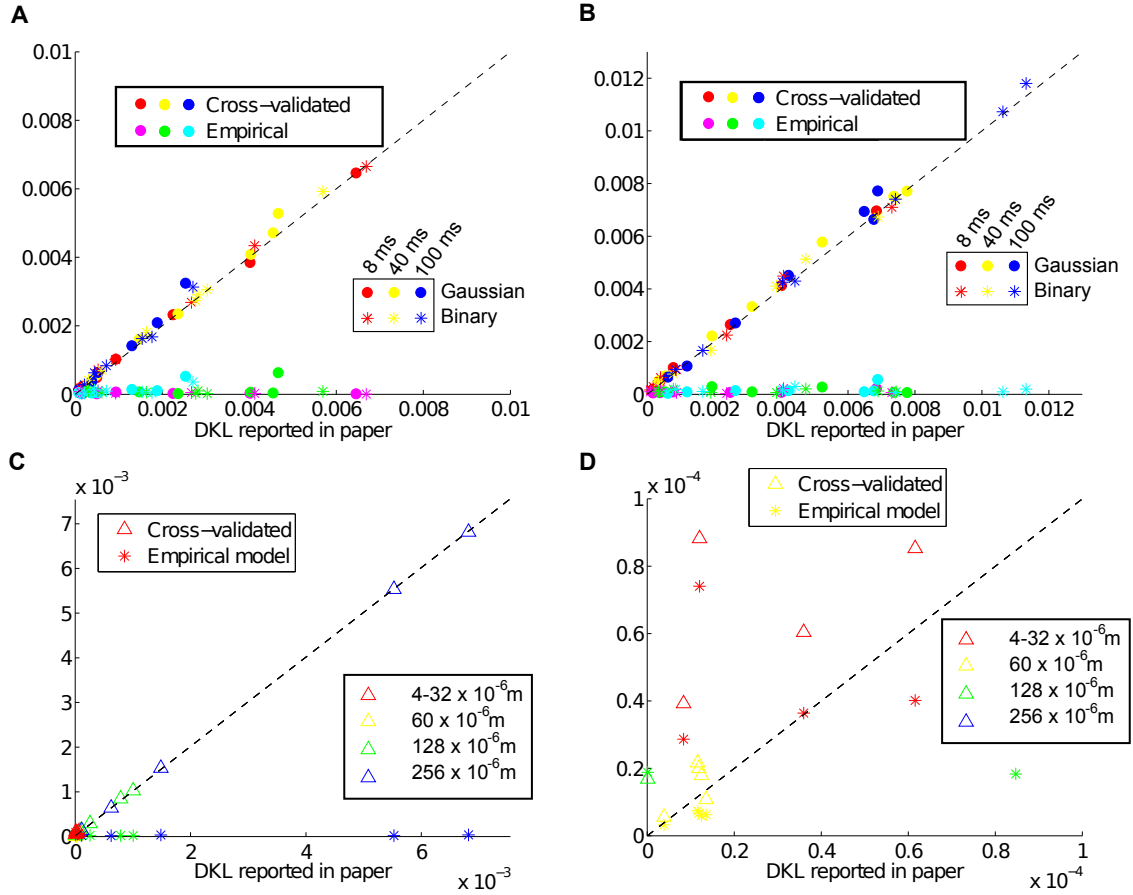 A
B
0.01
0.008
0.006
0.004
0.002
0
Cross−validated
Empirical
8 ms
40 ms
100 ms
Gaussian
Binary
0
0.002
0.004
0.006
0.008
0.01
DKL reported in paper
0.012
0.01
0.008
0.006
0.004
0.002
0
Cross−validated
Empirical
8 ms
40 ms
100 ms
Gaussian
Binary
0
0.002
0.004
0.006
0.008
0.01
0.012
DKL reported in paper
C
D
x 10⁻³
7
6
5
4
3
2
1
0
Cross−validated
Empirical model
4-32 x 10⁻⁶m
60 x 10⁻⁶m
128 x 10⁻⁶m
256 x 10⁻⁶m
0
2
4
6
DKL reported in paper
x 10⁻³
x 10⁻⁴
1
0.8
0.6
0.4
0.2
0
Cross−validated
Empirical model
4-32 x 10⁻⁶m
60 x 10⁻⁶m
128 x 10⁻⁶m
256 x 10⁻⁶m
0
0.2
0.4
0.6
0.8
1
DKL reported in paper
x 10⁻⁴